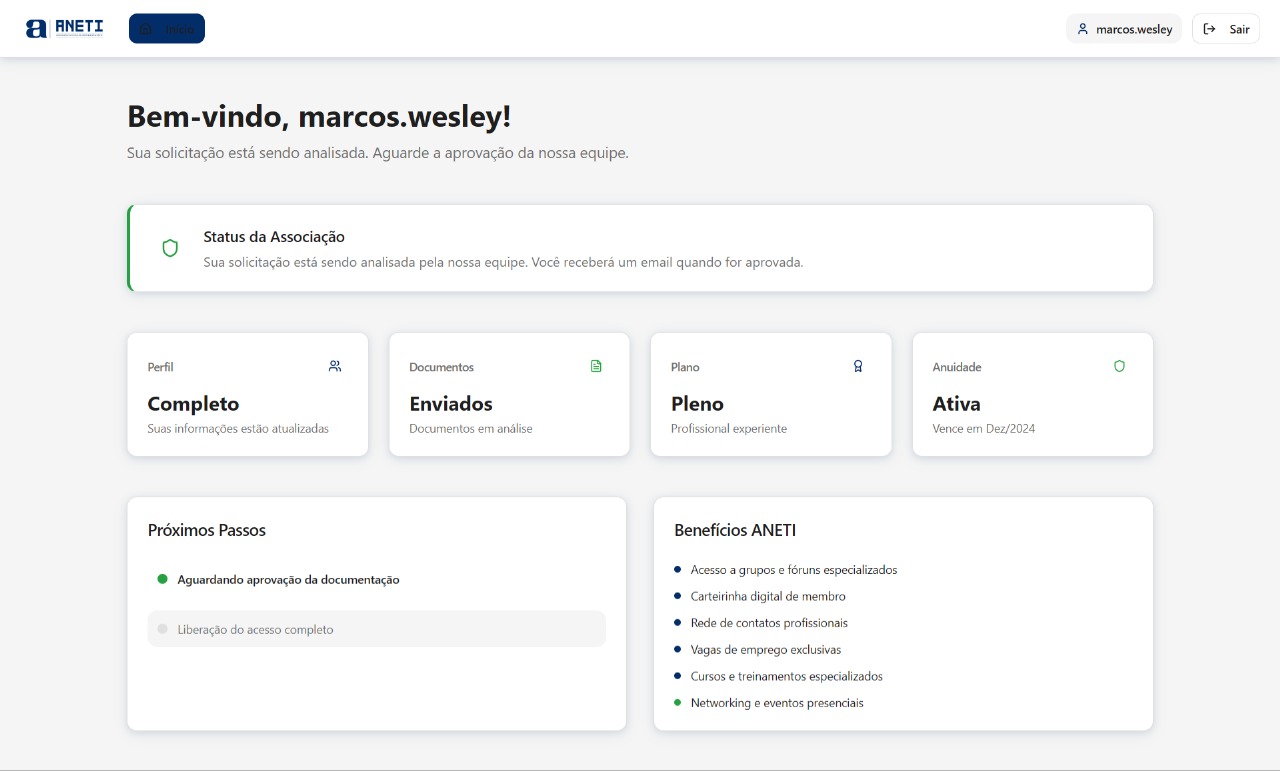 a ANETI
Início
marcos.wesley
Sair
Bem-vindo, marcos.wesley!
Sua solicitação está sendo analisada. Aguarde a aprovação da nossa equipe.
Status da Associação
Sua solicitação está sendo analisada pela nossa equipe. Você receberá um email quando for aprovada.
Perfil
Completo
Suas informações estão atualizadas
Documentos
Enviados
Documentos em análise
Plano
Pleno
Profissional experiente
Anuidade
Ativa
Vence em Dez/2024
Próximos Passos
Aguardando aprovação da documentação
Liberação do acesso completo
Benefícios ANETI
Acesso a grupos e fóruns especializados
Carteirinha digital de membro
Rede de contatos profissionais
Vagas de emprego exclusivas
Cursos e treinamentos especializados
Networking e eventos presenciais